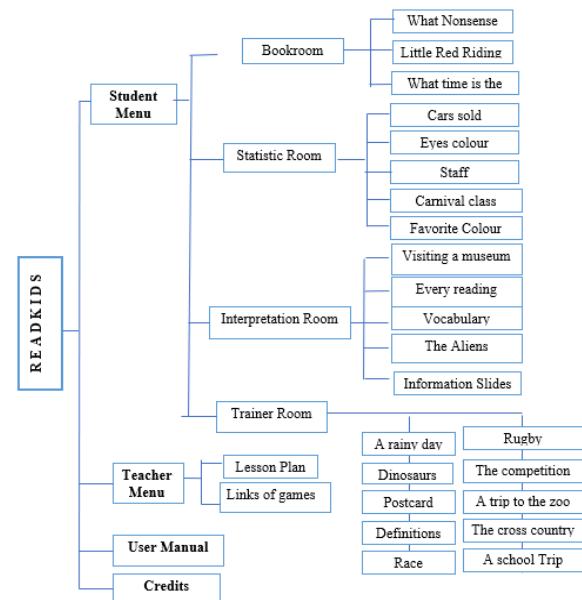 READKIDS
Student
Menu
Bookroom
What Nonsense
Little Red Riding
What time is the
Statistic Room
Cars sold
Eyes colour
Staff
Carnival class
Favorite Colour
Interpretation Room
Visiting a museum
Every reading
Vocabulary
The Aliens
Information Slides
Trainer Room
A rainy day
Dinosaurs
Postcard
Definitions
Race
Rugby
The competition
A trip to the zoo
The cross country
A school Trip
Teacher
Menu
Lesson Plan
Links of games
User Manual
Credits